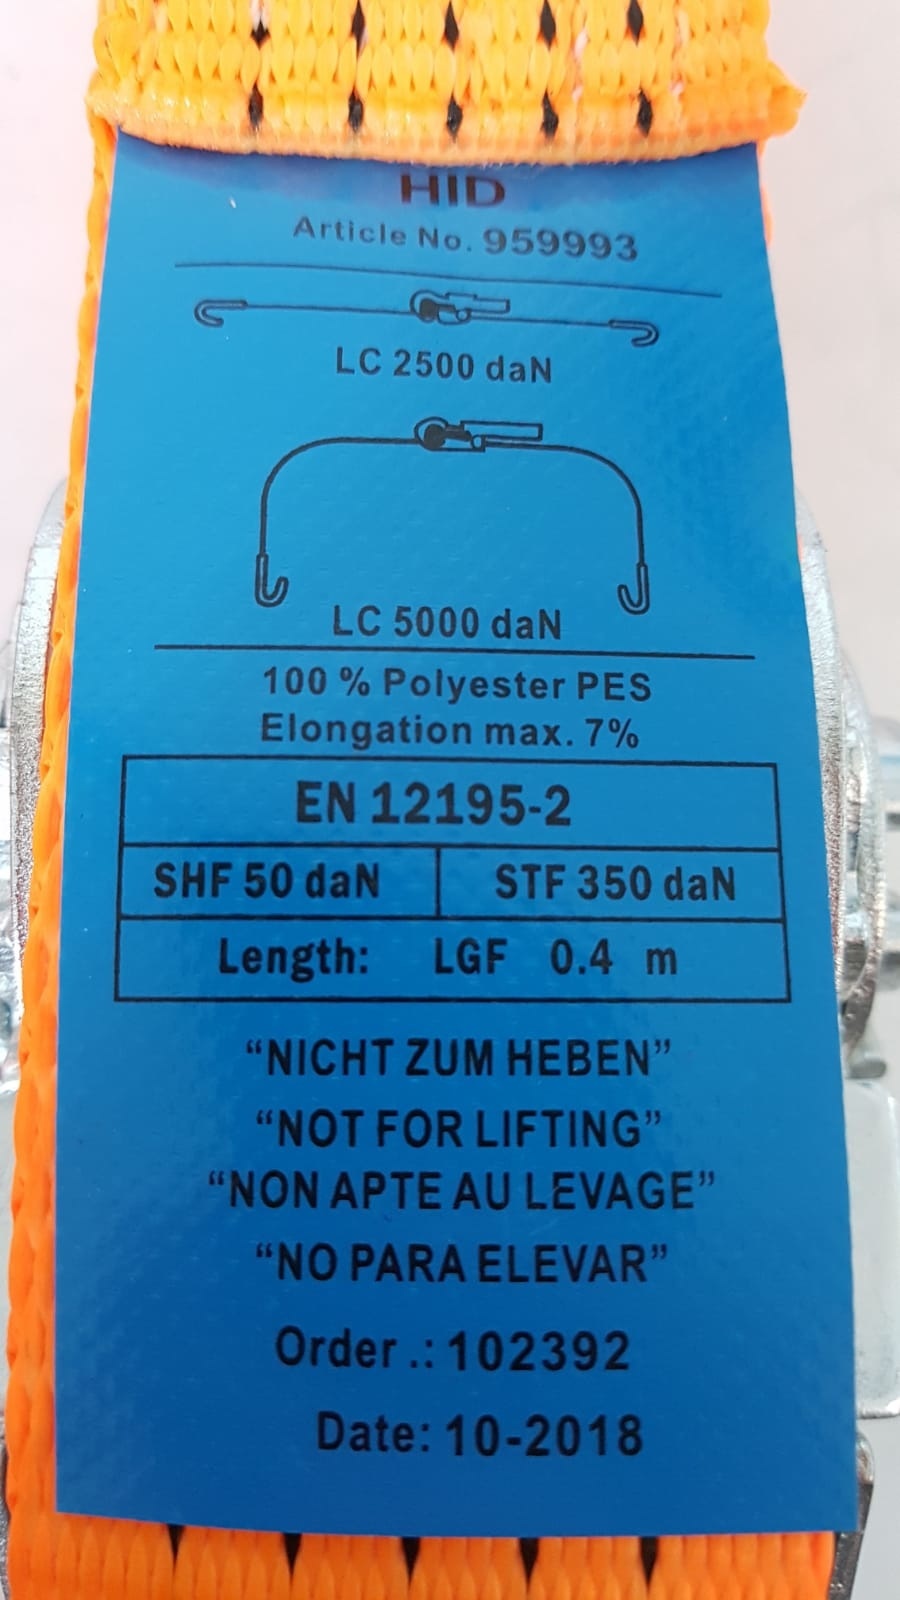 HID
Article No. 959993
LC 2500 daN
LC 5000 daN
100 % Polyester PES
Elongation max. 7%
EN 12195-2
SHF 50 daN STF 350 daN
Length: LGF 0.4 m
“NICHT ZUM HEBEN”
“NOT FOR LIFTING”
“NON APTE AU LEVAGE”
“NO PARA ELEVAR”
Order .: 102392
Date: 10-2018